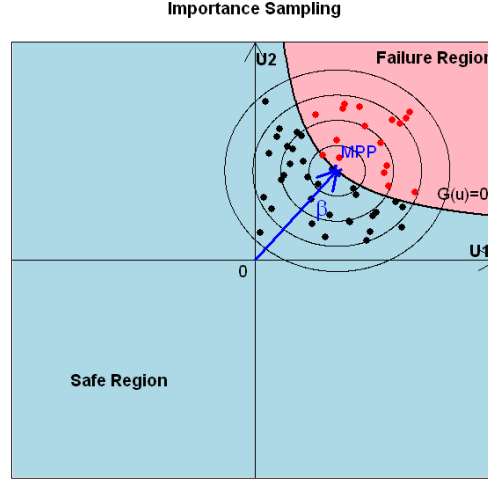 Importance Sampling
U2
Failure Region
MPP
G(u)=0
β
U1
0
Safe Region